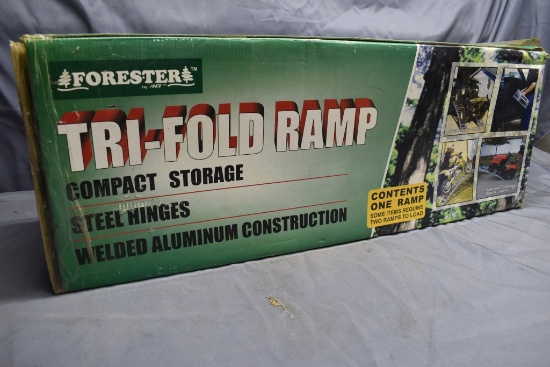 FORESTER™
TRI-FOLD RAMP
COMPACT STORAGE
STEEL HINGES
WELDED ALUMINUM CONSTRUCTION
CONTENTS
ONE RAMP
SOME ITEMS REQUIRE
TWO RAMPS TO LOAD